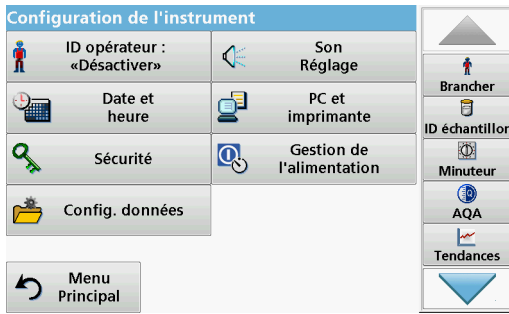 Configuration de l'instrument
ID opérateur :
«Désactiver»
Son
Réglage
Date et
heure
PC et
imprimante
Sécurité
Gestion de
l'alimentation
Config. données
Menu
Principal
Brancher
ID échantillor
Minuteur
AQA
Tendances